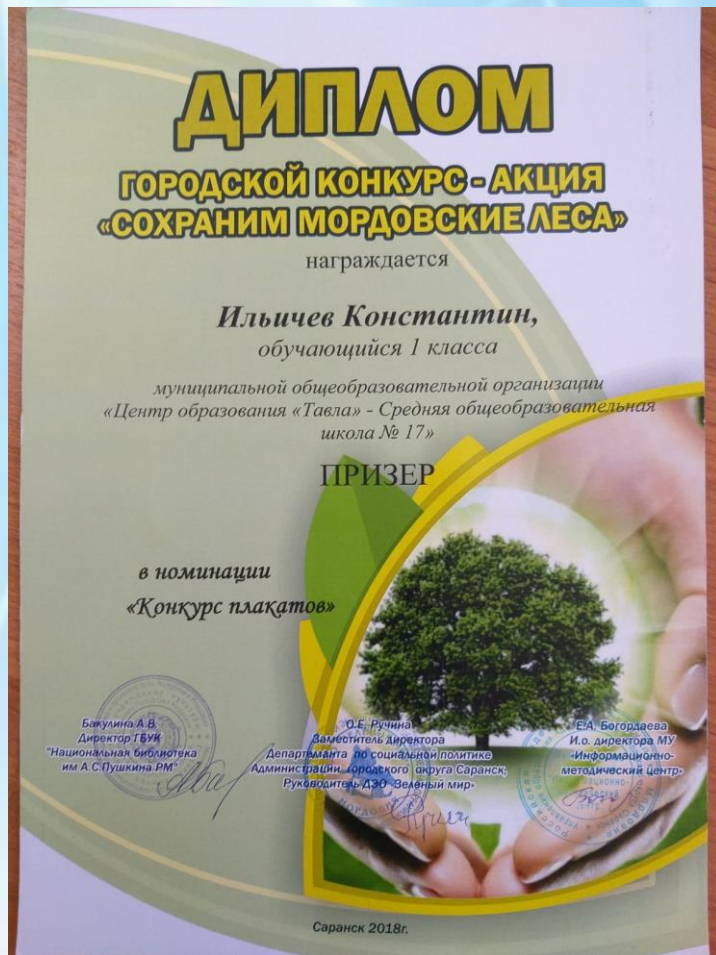 ДИПЛОМ
ГОРОДСКОЙ КОНКУРС - АКЦИЯ
«СОХРАНИМ МОРДОВСКИЕ ЛЕСА»
награждается
Ильичев Константин,
обучающийся 1 класса
муниципальной общеобразовательной организации
«Центр образования «Тавла» - Средняя общеобразовательная
школа № 17»
ПРИЗЕР
в номинации
«Конкурс плакатов»
Бакулина А.В.
Директор ГБУК
"Национальная библиотека
им А.С.Пушкина РМ"
О.Е. Ручина
Заместитель директора
Департамента по социальной политике
Администрации городского округа Саранск,
Руководитель ДЭО «Зеленый мир»
Е.А. Богордаева
И.о. директора МУ
«Информационно-
методический центр»
Саранск 2018г.